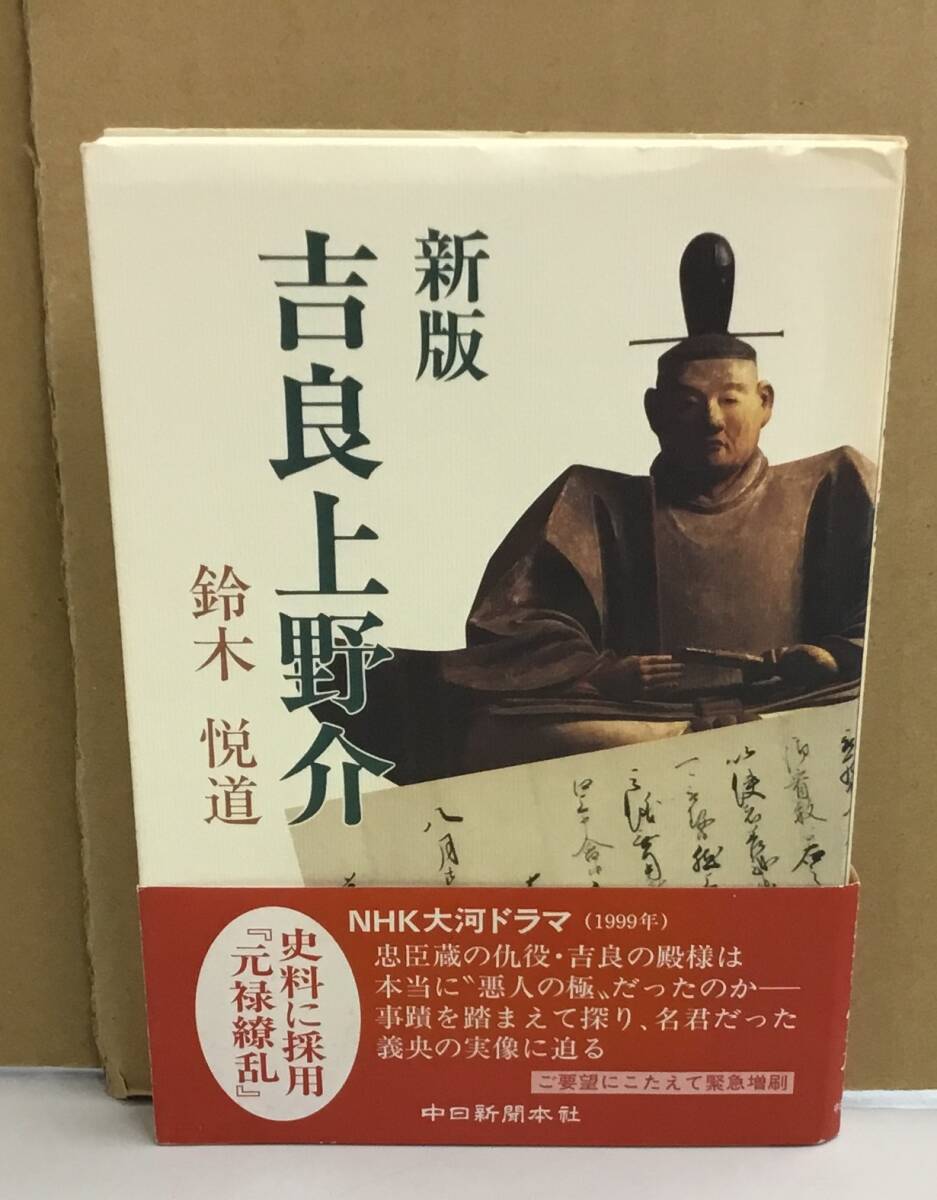 新版
吉良上野介
鈴木 悦道
八月
史料に採用
『元禄繚乱』
NHK大河ドラマ（1999年）
忠臣蔵の仇役・吉良の殿様は
本当に〝悪人の極〟だったのか──
事蹟を踏まえて探り、名君だった
義央の実像に迫る
ご要望にこたえて緊急増刷
中日新聞本社